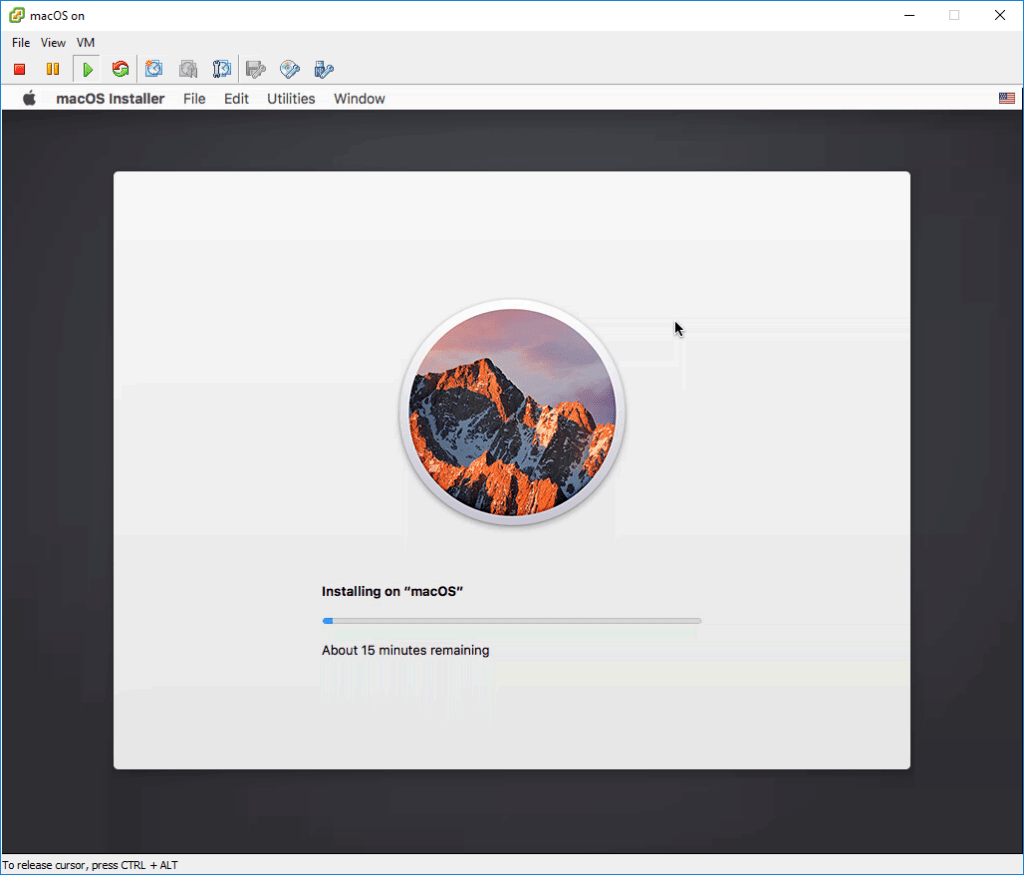 macOS on
File View VM
macOS Installer File Edit Utilities Window
Installing on “macOS”
About 15 minutes remaining
To release cursor, press CTRL + ALT